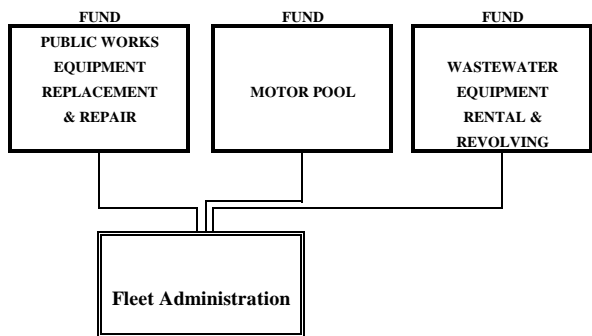 FUND
PUBLIC WORKS
EQUIPMENT
REPLACEMENT
& REPAIR
FUND
MOTOR POOL
FUND
WASTEWATER
EQUIPMENT
RENTAL &
REVOLVING
Fleet Administration